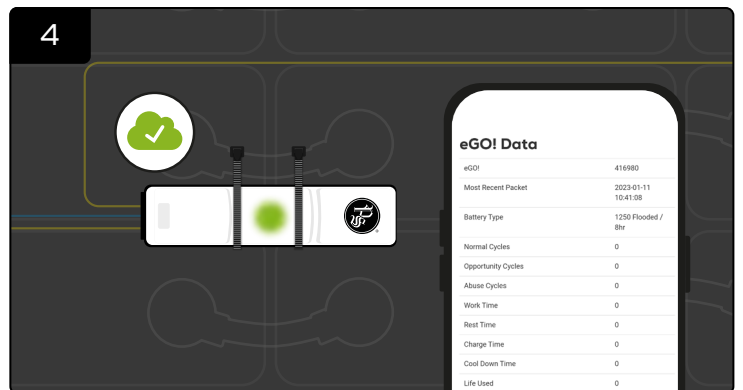 4
eGO! Data
eGO! 416980
Most Recent Packet 2023-01-11
10:41:08
Battery Type 1250 Flooded /
8hr
Normal Cycles 0
Opportunity Cycles 0
Abuse Cycles 0
Work Time 0
Rest Time 0
Charge Time 0
Cool Down Time 0
Life Used 0